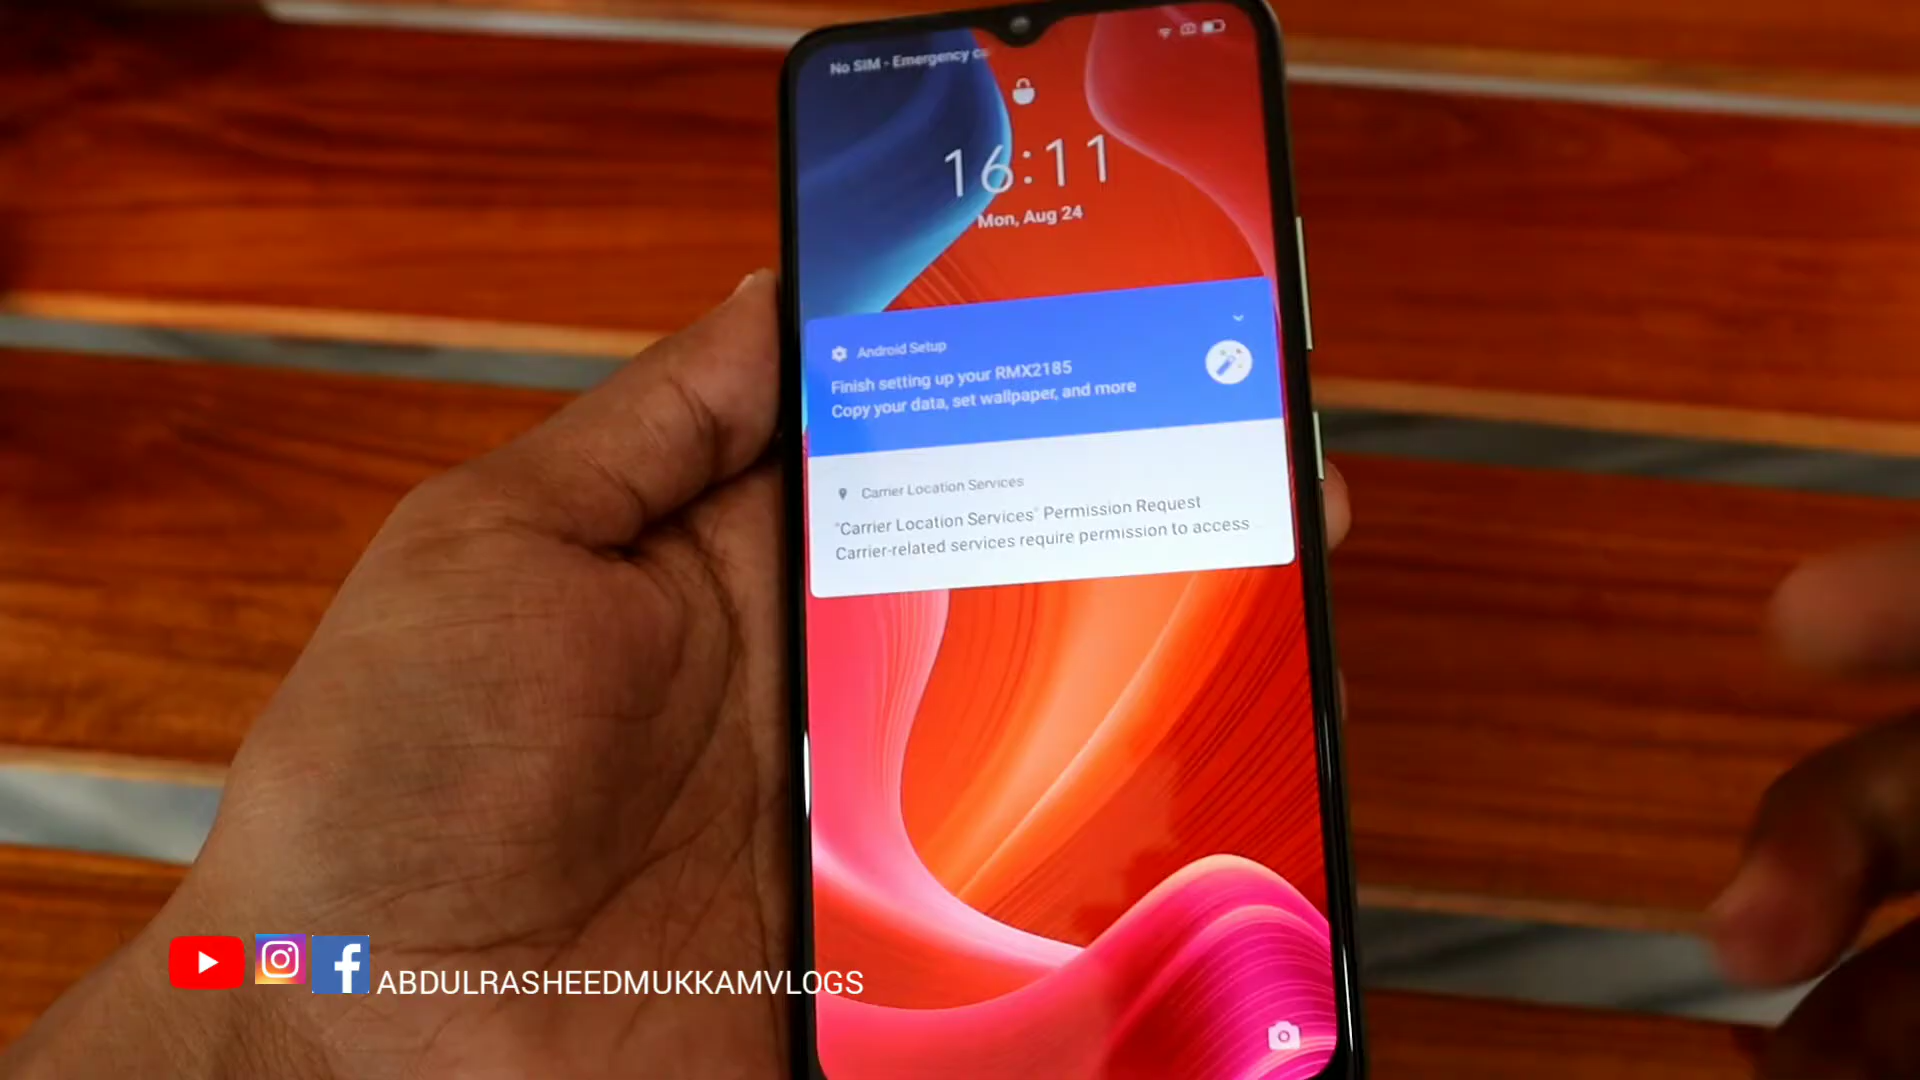 No SIM - Emergency
16:11
Mon, Aug 24
Android Setup
Finish setting up your RMX2185
Copy your data, set wallpaper, and more
Carrier Location Services
"Carrier Location Services" Permission Request
Carrier-related services require permission to access
ABDULRASHEEDMUKKAMVLOGS